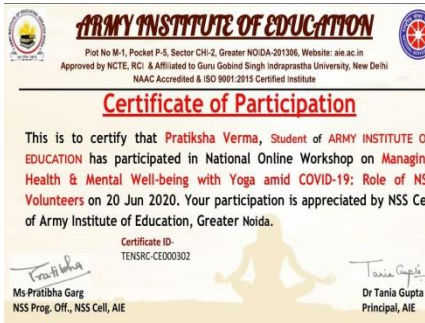 ARMY INSTITUTE OF EDUCATION
Plot No M-1, Pocket P-5, Sector CHI-2, Greater NOIDA-201306, Website: aie.ac.in
Approved by NCTE, RCI & Affiliated to Guru Gobind Singh Indraprastha University, New Delhi
NAAC Accredited & ISO 9001:2015 Certified Institute
Certificate of Participation
This is to certify that Pratiksha Verma, Student of ARMY INSTITUTE O
EDUCATION has participated in National Online Workshop on Managin
Health & Mental Well-being with Yoga amid COVID-19: Role of NS
Volunteers on 20 Jun 2020. Your participation is appreciated by NSS Ce
of Army Institute of Education, Greater Noida.
Certificate ID-
TENSRC-CE000302
Pratibha
Tania Gupta
Ms Pratibha Garg
Dr Tania Gupta
NSS Prog. Off., NSS Cell, AIE
Principal, AIE